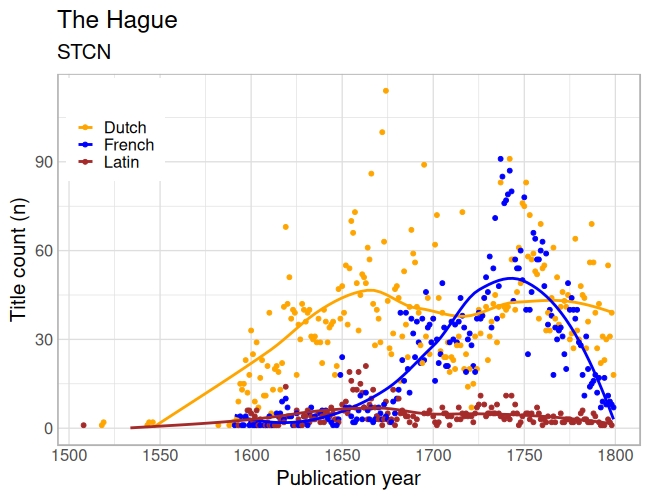 The Hague
STCN
Dutch
French
Latin
90
60
30
0
Title count (n)
1500 1550 1600 1650 1700 1750 1800
Publication year